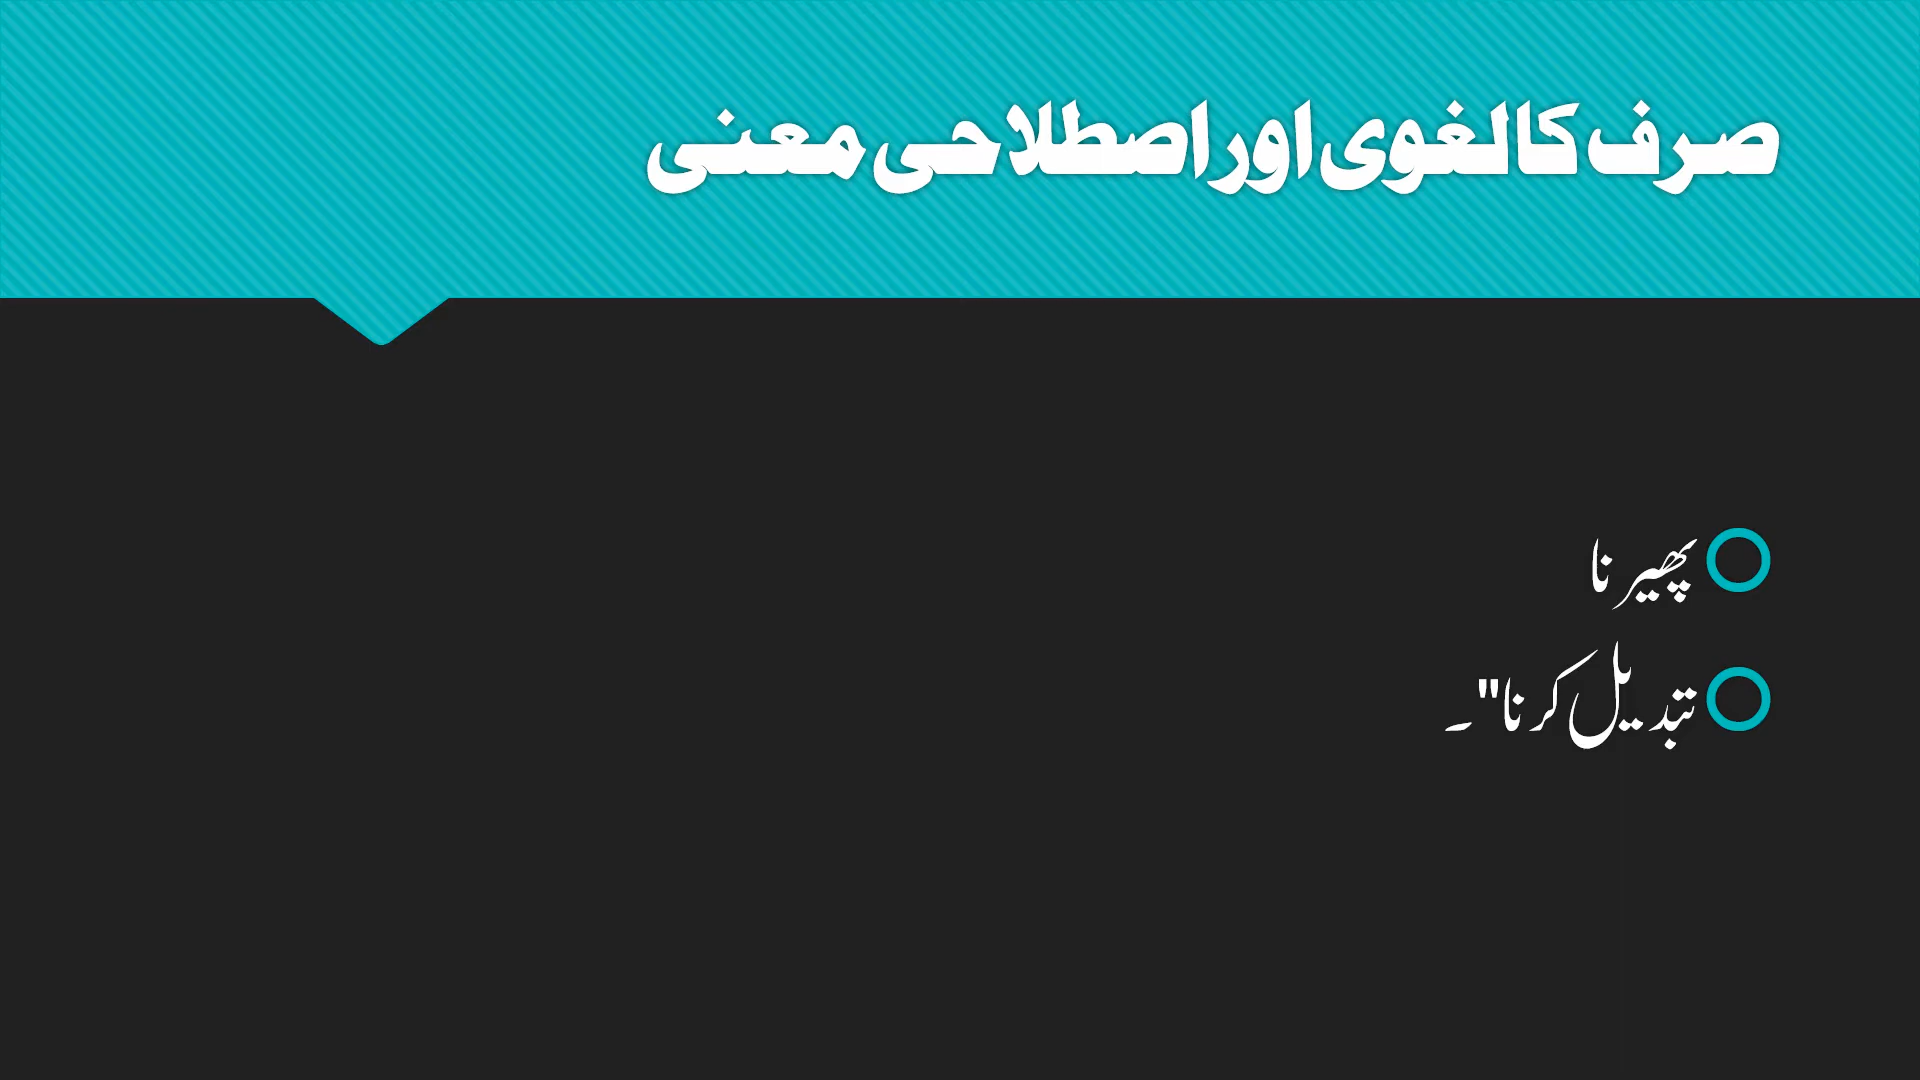 صرف کا لغوی اور اصطلاحی معنی
پھیرنا
تبدیل کرنا"۔